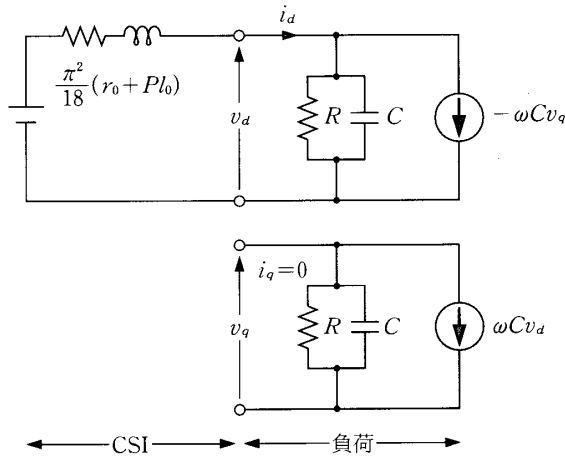 i_d
π²/18 (r₀+Pl₀)
v_d
R
C
−ωCv_q
i_q=0
v_q
R
C
ωCv_d
CSI
負荷